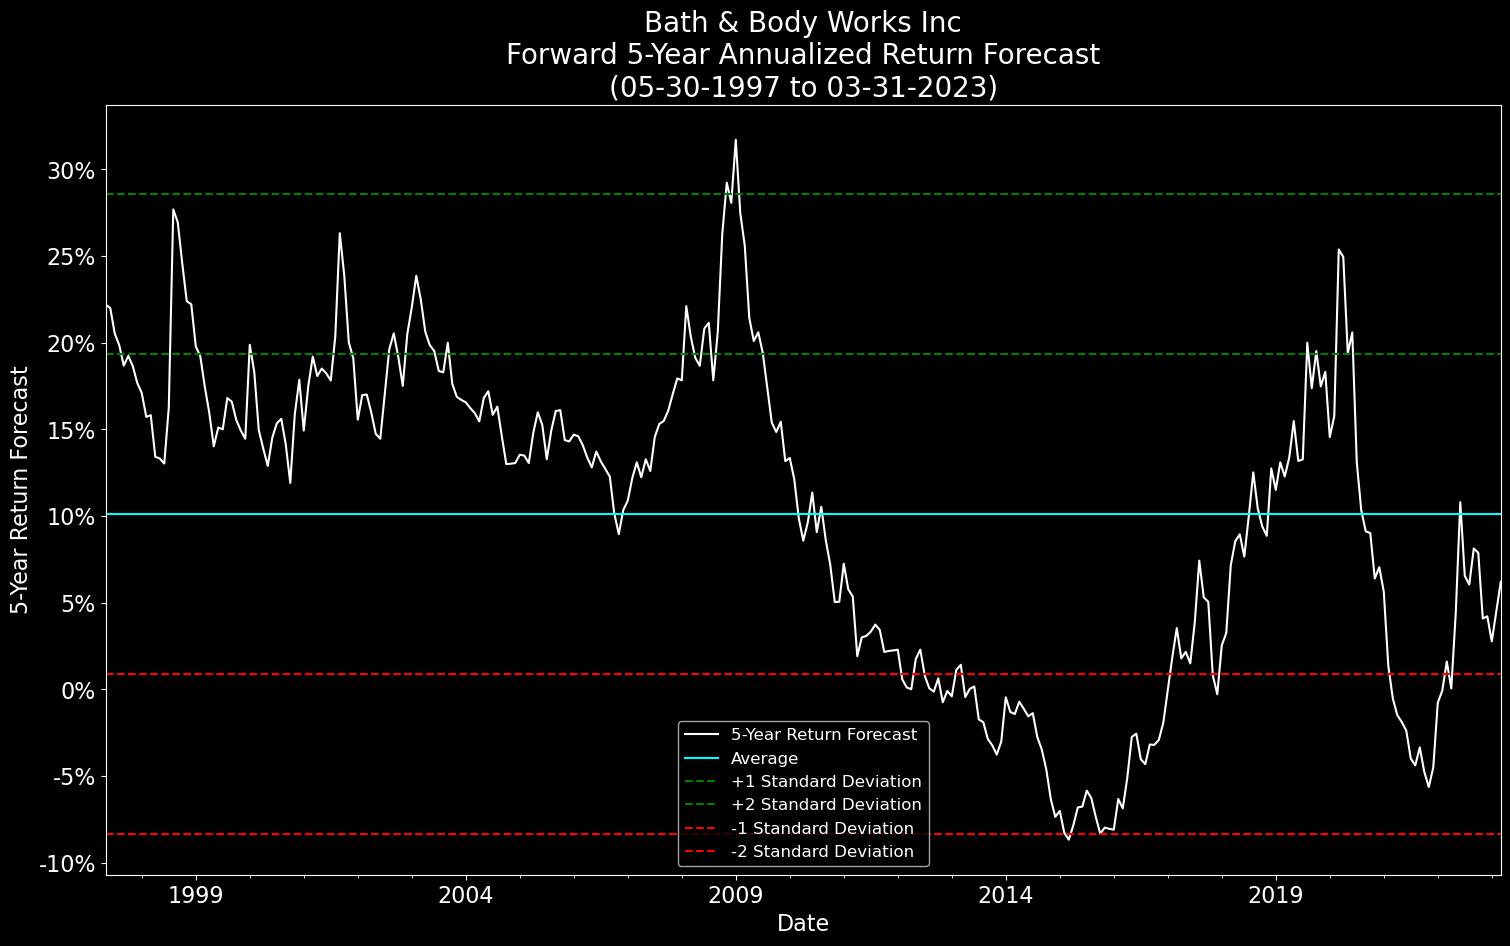 Bath & Body Works Inc
Forward 5-Year Annualized Return Forecast
(05-30-1997 to 03-31-2023)
5-Year Return Forecast
30%
25%
20%
15%
10%
5%
0%
-5%
-10%
5-Year Return Forecast
Average
+1 Standard Deviation
+2 Standard Deviation
-1 Standard Deviation
-2 Standard Deviation
1999 2004 2009 2014 2019
Date